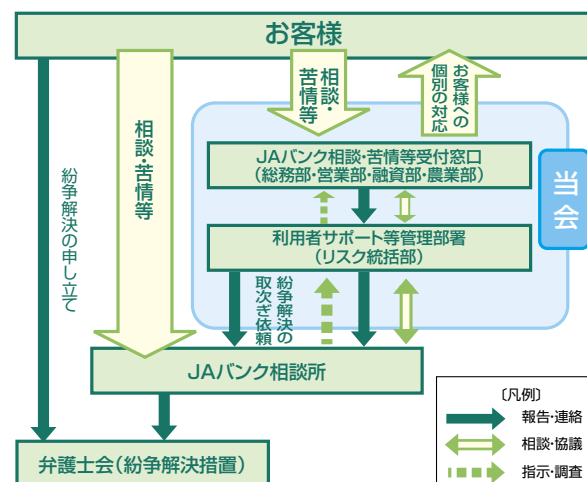 お客様
紛争解決の申し立て
相談・苦情等
相談・
苦情等
お客様への
個別の対応
JAバンク相談・苦情等受付窓口
(総務部・営業部・融資部・農業部)
当会
利用者サポート等管理部署
(リスク統括部)
紛争解決の
取次ぎ依頼
JAバンク相談所
弁護士会(紛争解決措置)
〔凡例〕
報告・連絡
相談・協議
指示・調査